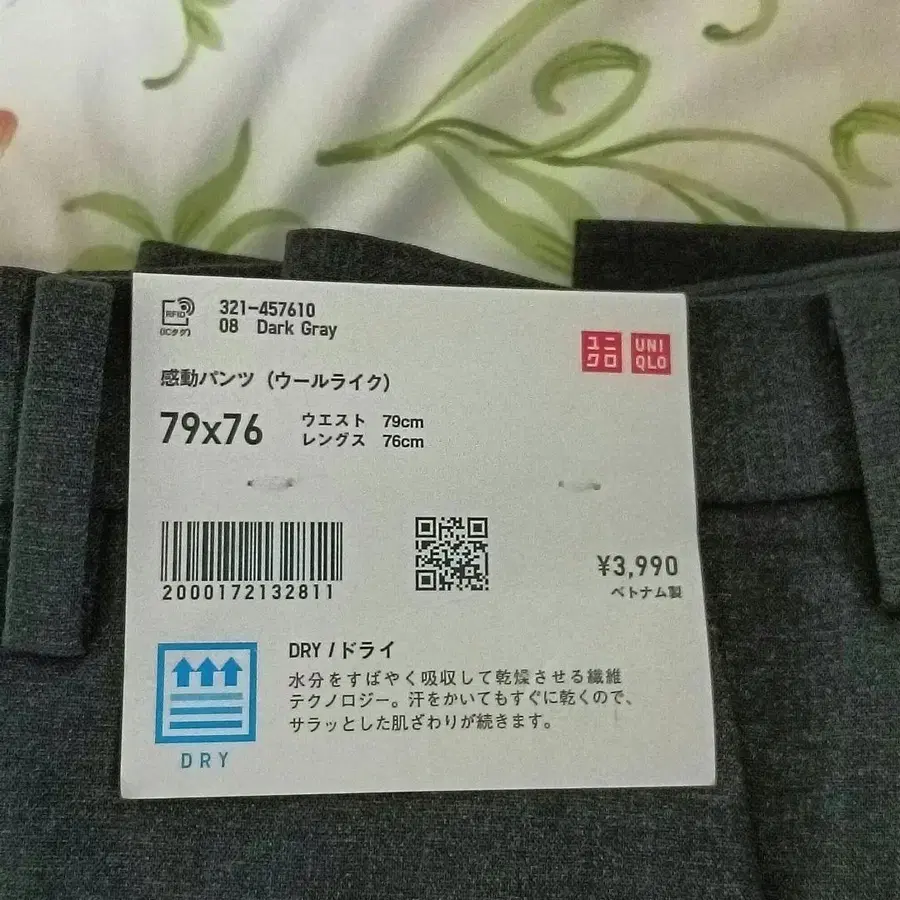 RFID
(ICタグ)
321-457610
08 Dark Gray
ユニ
クロ
UNI
QLO
感動パンツ（ウールライク）
79x76
ウエスト 79cm
レングス 76cm
2000172132811
¥3,990
ベトナム製
DRY
DRY / ドライ
水分をすばやく吸収して乾燥させる繊維
テクノロジー。汗をかいてもすぐに乾くので、
サラッとした肌ざわりが続きます。